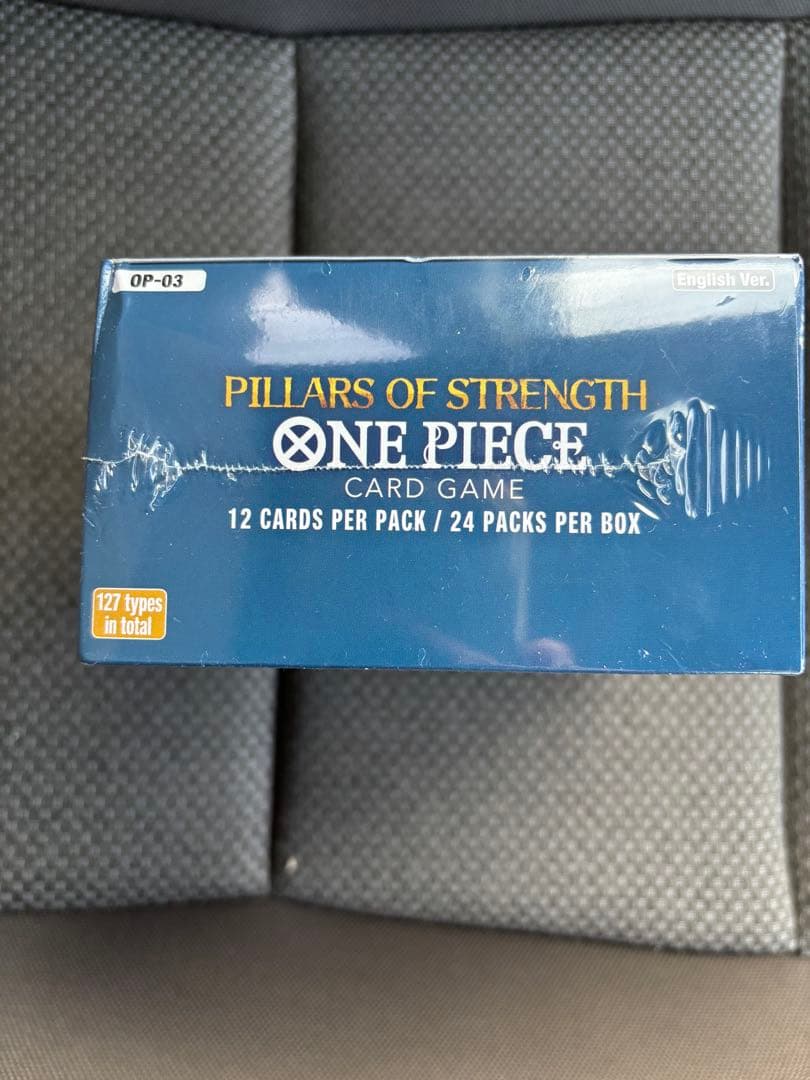 OP-03
English Ver.
PILLARS OF STRENGTH
ONE PIECE
CARD GAME
12 CARDS PER PACK / 24 PACKS PER BOX
127 types
in total